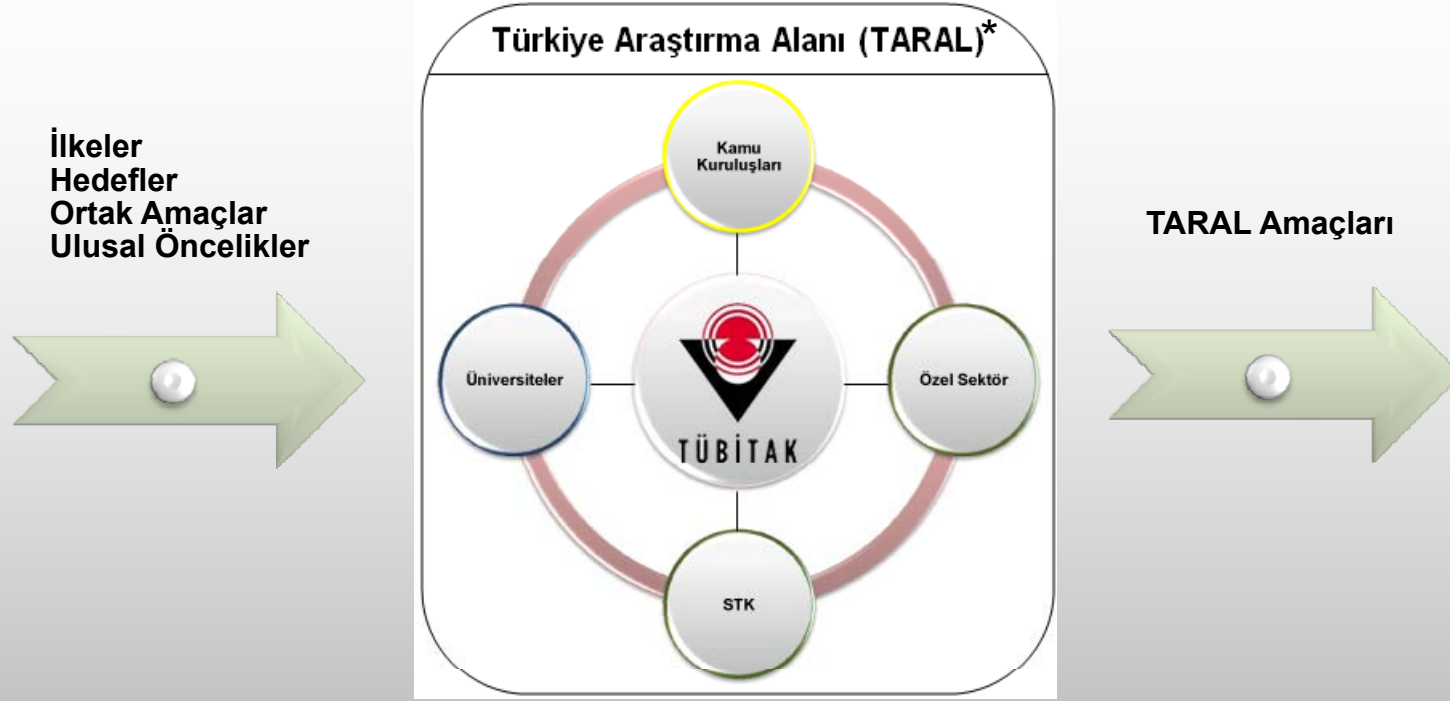 Türkiye Araştırma Alanı (TARAL)*
İlkeler
Hedefler
Ortak Amaçlar
Ulusal Öncelikler
Kamu
Kuruluşları
Üniversiteler
TÜBİTAK
Özel Sektör
STK
TARAL Amaçları